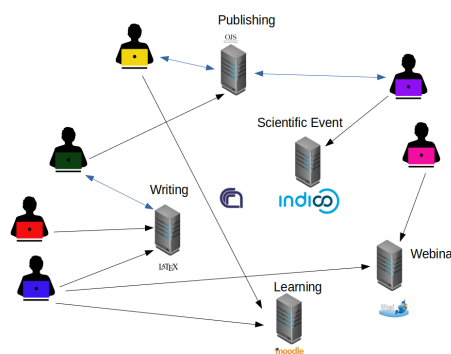 Publishing
OJS
Scientific Event
indico
Writing
LATEX
Webina
Learning
moodle